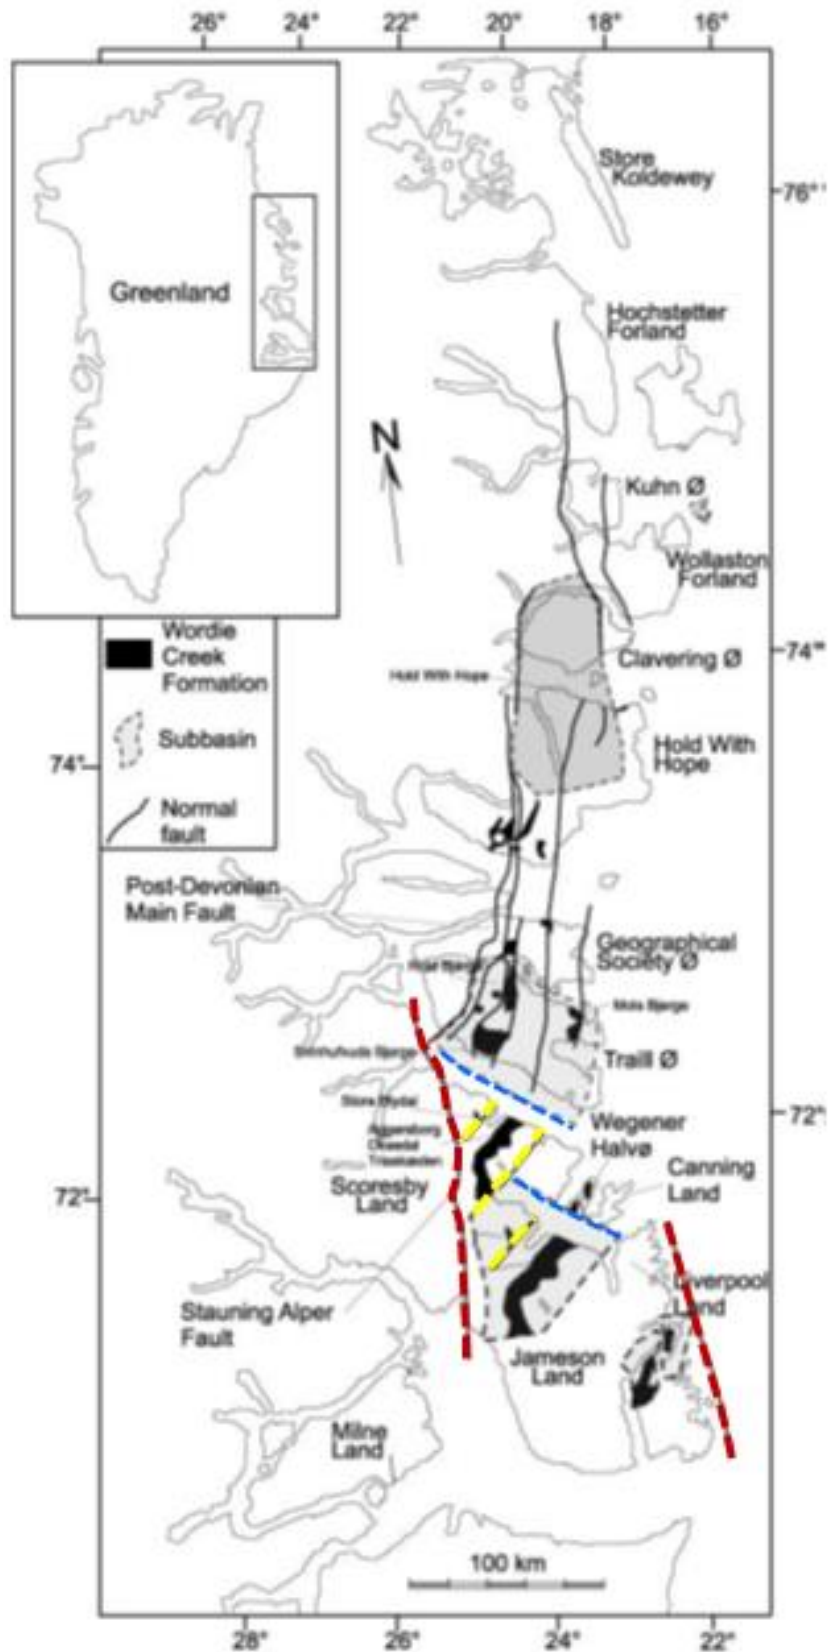 26° 24° 22° 20° 18° 16°
Greenland
N
Store
Koldewey
76°
Hochstetter
Forland
Kuhn Ø
Wollaston
Forland
Wordie
Creek
Formation
Subbasin
Normal
fault
Clavering Ø
74°
Hold With Hope
Hold With
Hope
74°
Post-Devonian
Main Fault
Geographical
Society Ø
Mols Bjerge
Traill Ø
Wegener
Halvø
72°
Canning
Land
Scoresby
Land
72°
Liverpool
Land
Stauning Alper
Fault
Jameson
Land
Milne
Land
100 km
28° 26° 24° 22°